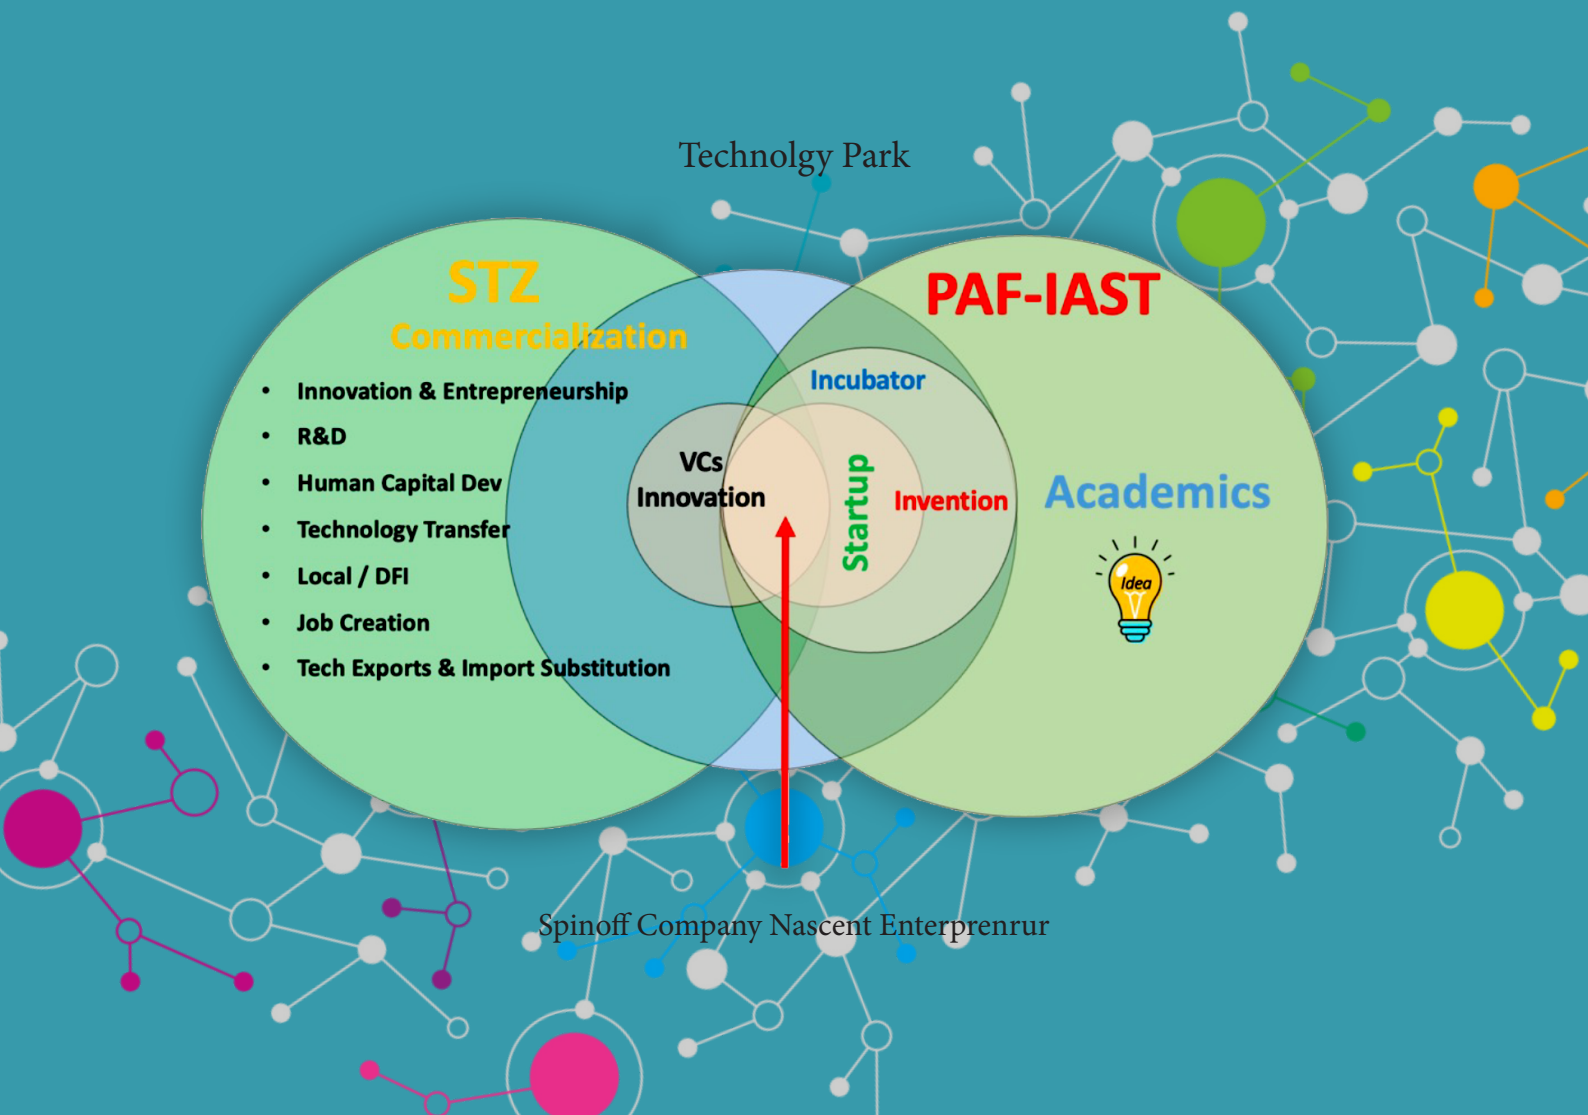 Technolgy Park
STZ
Commercialization
• Innovation & Entrepreneurship
• R&D
• Human Capital Dev
• Technology Transfer
• Local / DFI
• Job Creation
• Tech Exports & Import Substitution
VCs
Innovation
PAF-IAST
Incubator
Startup
Invention
Academics
Idea
Spinoff Company Nascent Enterprenrur